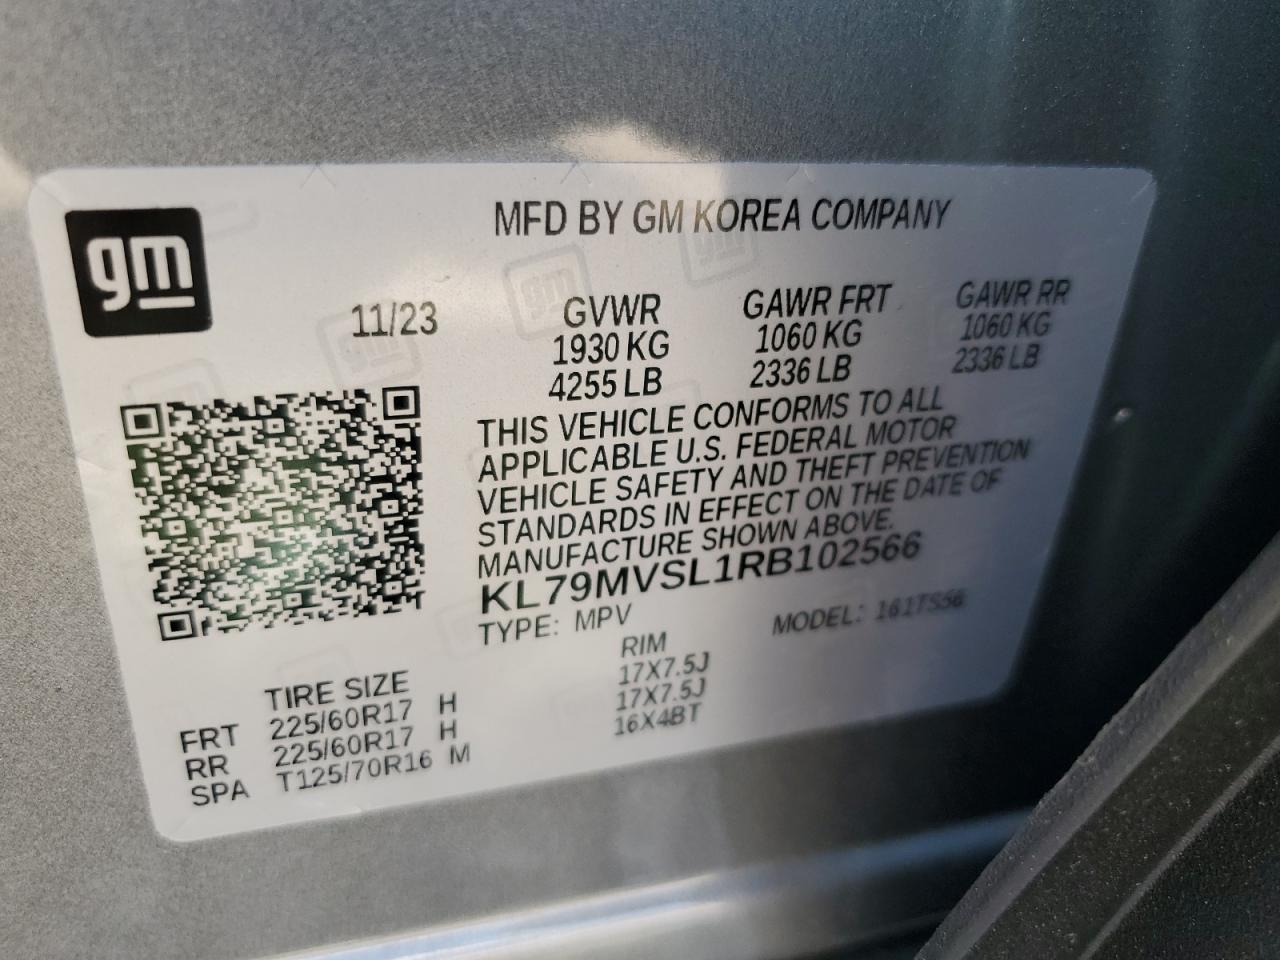 gm
MFD BY GM KOREA COMPANY
11/23
GVWR GAWR FRT GAWR RR
1930 KG 1060 KG 1060 KG
4255 LB 2336 LB 2336 LB
THIS VEHICLE CONFORMS TO ALL
APPLICABLE U.S. FEDERAL MOTOR
VEHICLE SAFETY AND THEFT PREVENTION
STANDARDS IN EFFECT ON THE DATE OF
MANUFACTURE SHOWN ABOVE.
KL79MVSL1RB102566
TYPE: MPV MODEL: 161TS56
TIRE SIZE RIM
FRT 225/60R17 H 17X7.5J
RR 225/60R17 H 17X7.5J
SPA T125/70R16 M 16X4BT